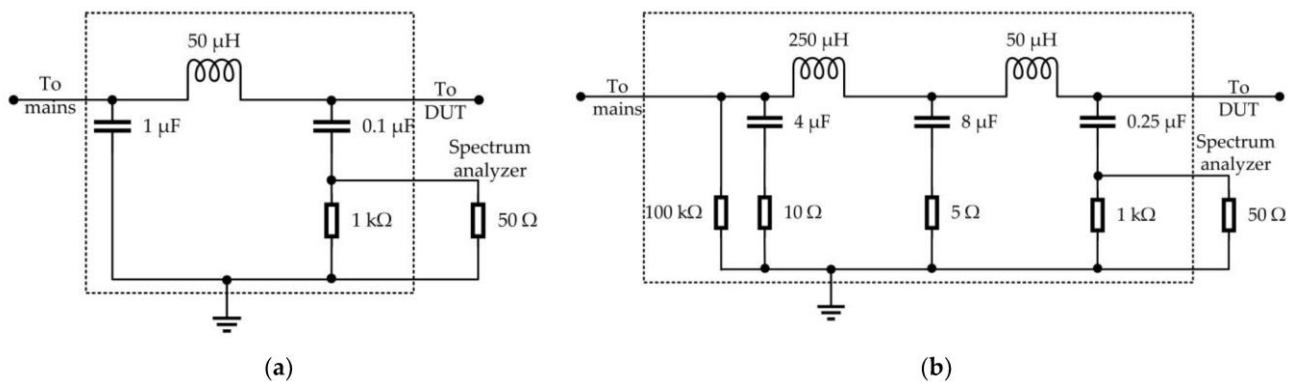 50 μH
To
mains
1 μF
0.1 μF
To
DUT
Spectrum
analyzer
1 kΩ
50 Ω
(a)
250 μH
50 μH
To
mains
4 μF
8 μF
0.25 μF
To
DUT
Spectrum
analyzer
100 kΩ
10 Ω
5 Ω
1 kΩ
50 Ω
(b)